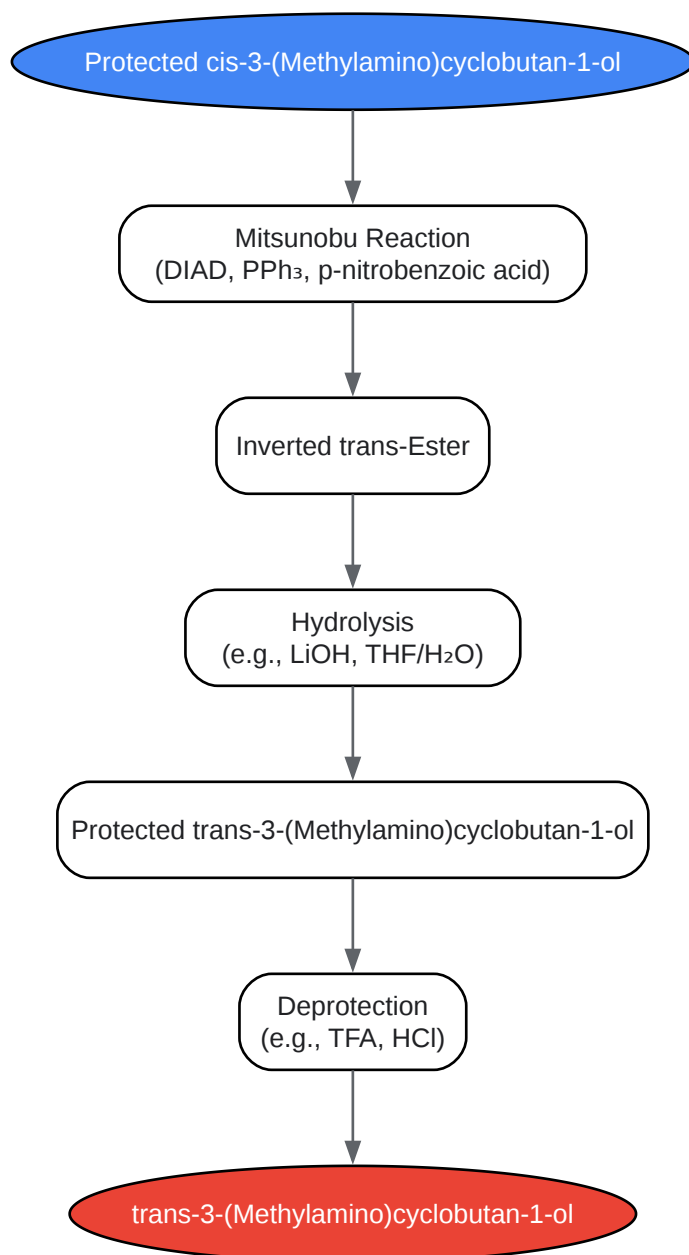 Protected cis-3-(Methylamino)cyclobutan-1-ol
Mitsunobu Reaction
(DIAD, PPh₃, p-nitrobenzoic acid)
Inverted trans-Ester
Hydrolysis
(e.g., LiOH, THF/H₂O)
Protected trans-3-(Methylamino)cyclobutan-1-ol
Deprotection
(e.g., TFA, HCl)
trans-3-(Methylamino)cyclobutan-1-ol